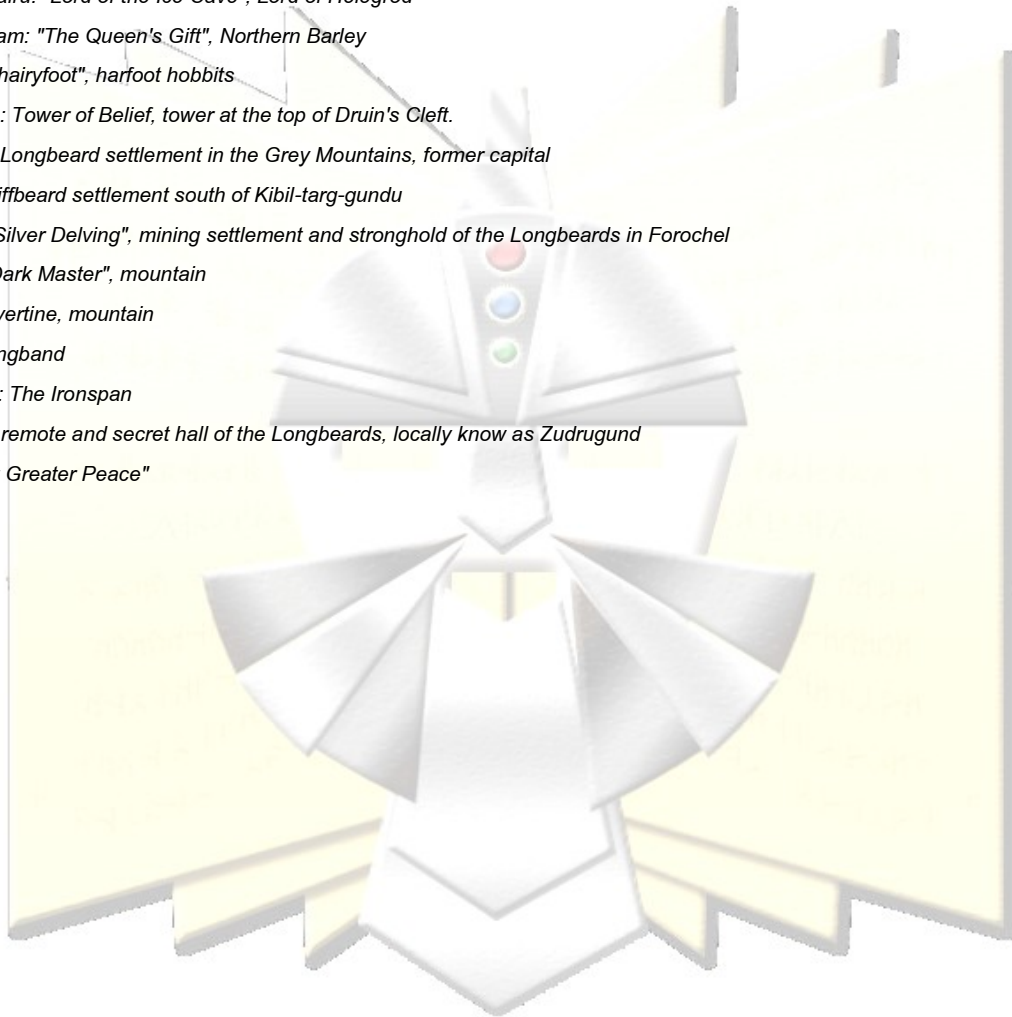 "Lord of the Ice Cave", Lord of Helegrod
am: "The Queen's Gift", Northern Barley
hairyfoot", harfoot hobbits
: Tower of Belief, tower at the top of Druin's Cleft.
Longbeard settlement in the Grey Mountains, former capital
iffbeard settlement south of Kibil-targ-gundu
Silver Delving", mining settlement and stronghold of the Longbeards in Forochel
Dark Master", mountain
vertine, mountain
ngband
: The Ironspan
remote and secret hall of the Longbeards, locally know as Zudrugund
Greater Peace"